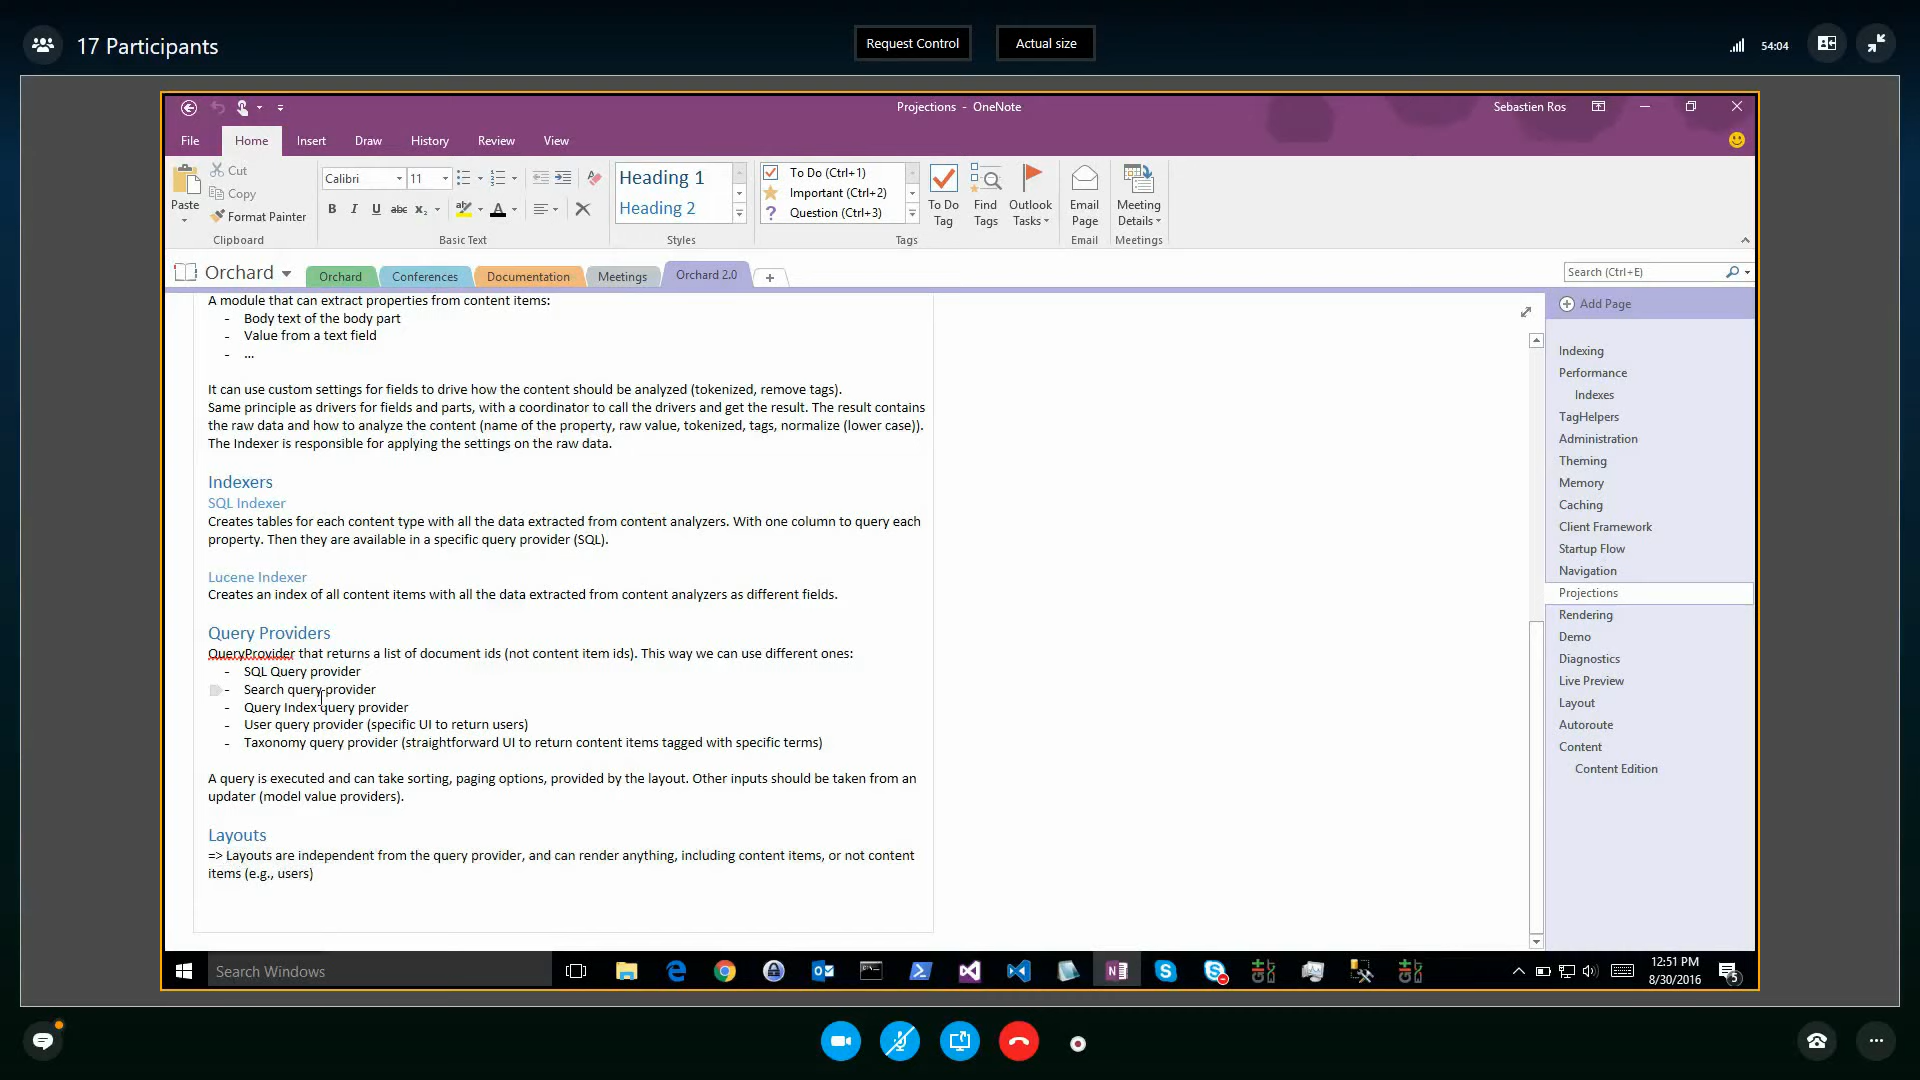 17 Participants
Request Control
Actual size
54:04
Projections - OneNote
Sebastien Ros
File
Home
Insert
Draw
History
Review
View
Paste
Cut
Copy
Format Painter
Clipboard
Calibri
11
B I U abc x₂
A
Basic Text
Heading 1
Heading 2
Styles
To Do (Ctrl+1)
Important (Ctrl+2)
? Question (Ctrl+3)
To Do
Tag
Find
Tags
Outlook
Tasks
Tags
Email
Page
Email
Meeting
Details
Meetings
Orchard
Orchard
Conferences
Documentation
Meetings
Orchard 2.0
+
Search (Ctrl+E)
A module that can extract properties from content items:
- Body text of the body part
- Value from a text field
- ...
It can use custom settings for fields to drive how the content should be analyzed (tokenized, remove tags).
Same principle as drivers for fields and parts, with a coordinator to call the drivers and get the result. The result contains
the raw data and how to analyze the content (name of the property, raw value, tokenized, tags, normalize (lower case)).
The Indexer is responsible for applying the settings on the raw data.
Indexers
SQL Indexer
Creates tables for each content type with all the data extracted from content analyzers. With one column to query each
property. Then they are available in a specific query provider (SQL).
Lucene Indexer
Creates an index of all content items with all the data extracted from content analyzers as different fields.
Query Providers
QueryProvider that returns a list of document ids (not content item ids). This way we can use different ones:
- SQL Query provider
- Search query provider
- Query Index query provider
- User query provider (specific UI to return users)
- Taxonomy query provider (straightforward UI to return content items tagged with specific terms)
A query is executed and can take sorting, paging options, provided by the layout. Other inputs should be taken from an
updater (model value providers).
Layouts
=> Layouts are independent from the query provider, and can render anything, including content items, or not content
items (e.g., users)
Add Page
Indexing
Performance
Indexes
TagHelpers
Administration
Theming
Memory
Caching
Client Framework
Startup Flow
Navigation
Projections
Rendering
Demo
Diagnostics
Live Preview
Layout
Autoroute
Content
Content Edition
Search Windows
12:51 PM
8/30/2016
5